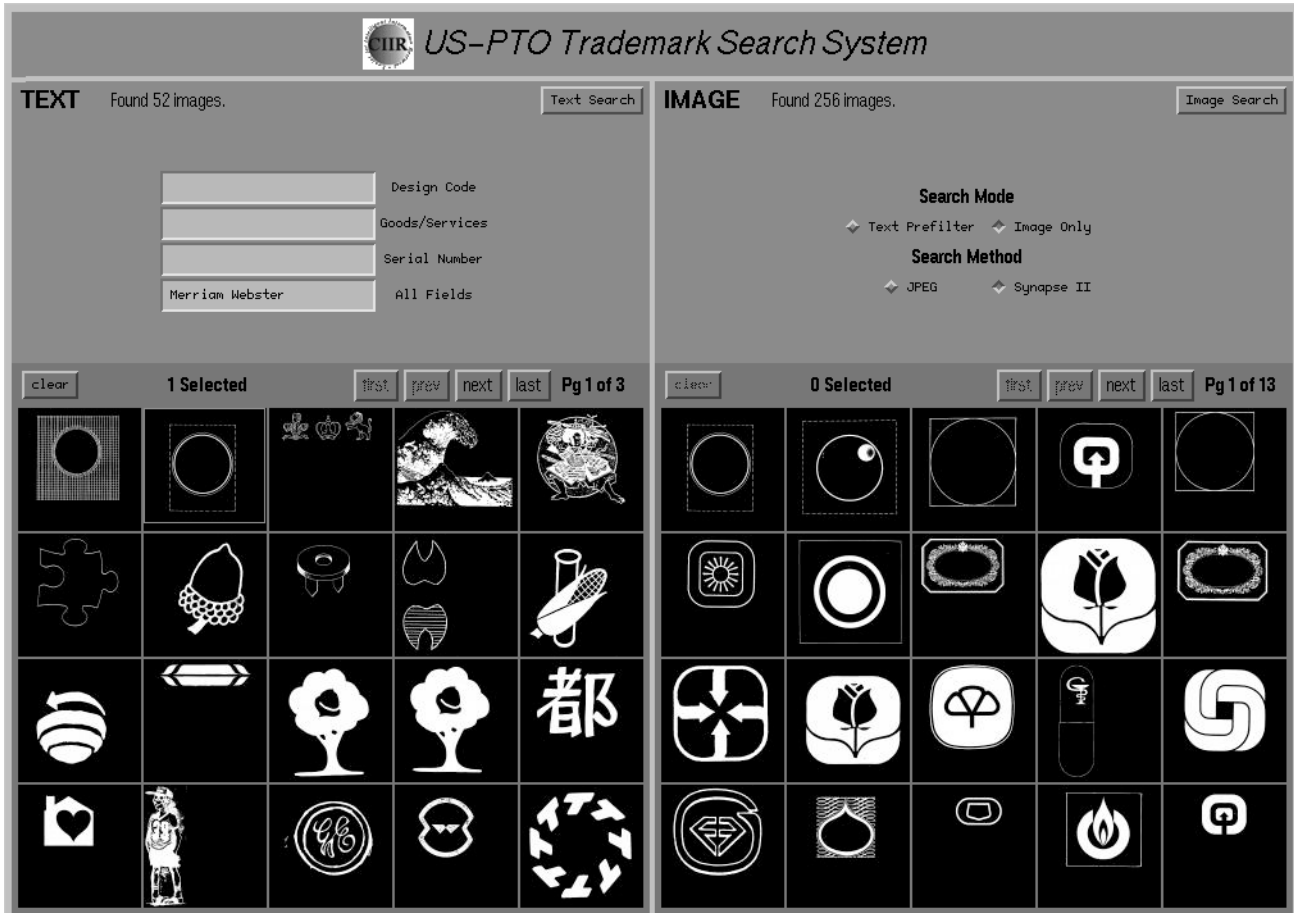 CIIR
US-PTO Trademark Search System
TEXT Found 52 images. Text Search
Design Code
Goods/Services
Serial Number
Merriam Webster All Fields
clear 1 Selected first prev next last Pg 1 of 3
都
GE
39
IMAGE Found 256 images. Image Search
Search Mode
Text Prefilter Image Only
Search Method
JPEG Synapse II
clear 0 Selected first prev next last Pg 1 of 13